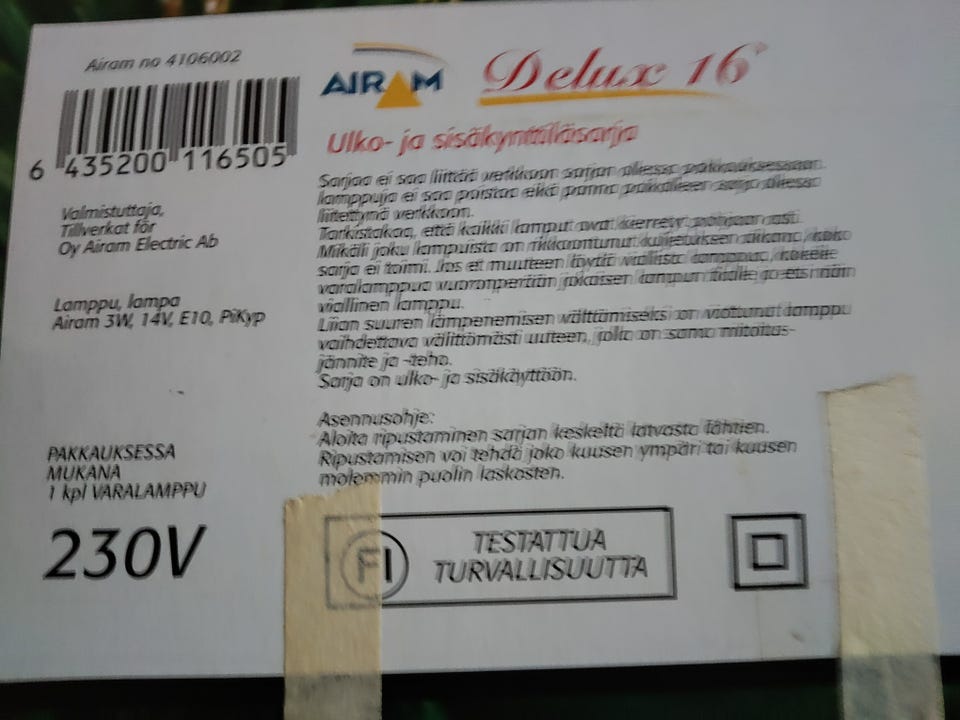 Airam no 4106002
6 435200 116505
Valmistuttaja,
Tillverkat för
Oy Airam Electric Ab
Lamppu, lampa
Airam 3W, 14V, E10, PiKyp
PAKKAUKSESSA
MUKANA
1 kpl VARALAMPPU
230V
AIRAM Delux 16
Ulko- ja sisäkynttiläsarja
Sarjaa ei saa liittää verkkoon sarjan ollessa pakkauksessaan.
lamppuja ei saa poistaa eikä panna paikalleen sarja ollessa
liitettynä verkkoon.
Tarkistakaa, että kaikki lamput ovat kierretty pohjaan asti.
Mikäli joku lampuista on rikkoontunut kuljetuksen aikana, koko
sarja ei toimi. Jos et muuteen löytä viallista lamppua, kokeile
varalamppua vuoronperään jokaisen lampun tilalle ja etsi näin
viallinen lamppu.
Liian suuren lämpenemisen välttämiseksi on viottunut lamppu
vaihdettava välittömästi uuteen, jolla on sama mitoitus-
jännite ja -teho.
Sarja on ulko- ja sisäkäyttöön.
Asennusohje:
Aloita ripustaminen sarjan keskeltä latvasta lähtien.
Ripustamisen voi tehdä joko kuusen ympäri tai kuusen
molemmin puolin laskosten.
FI TESTATTUA
TURVALLISUUTTA